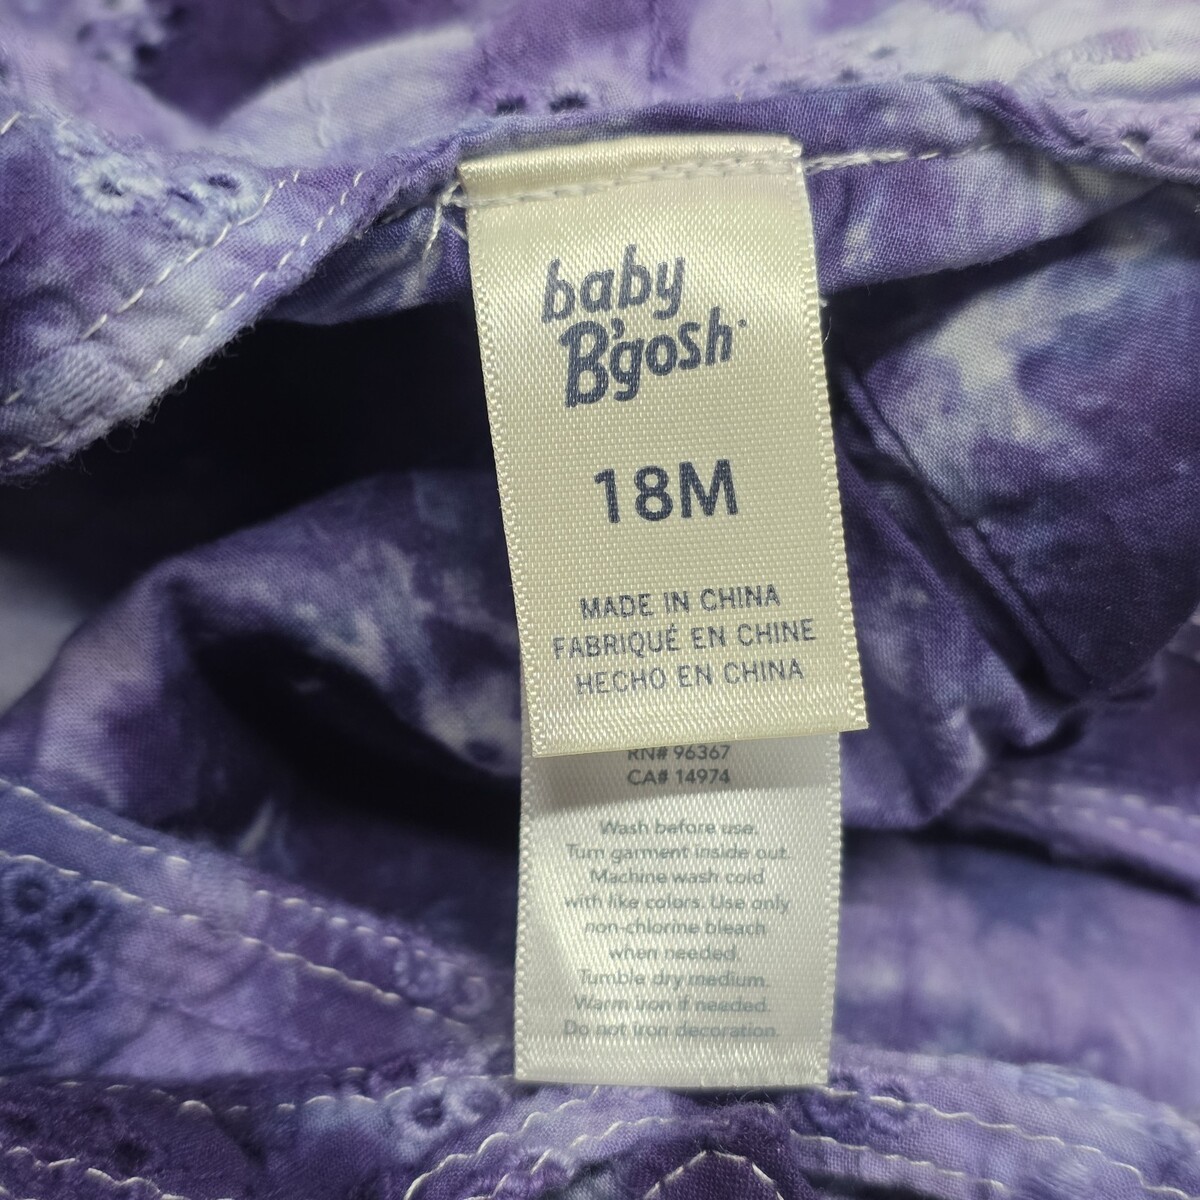 baby
B'gosh
18M
MADE IN CHINA
FABRIQUÉ EN CHINE
HECHO EN CHINA
RN# 96367
CA# 14974
Wash before use.
Turn garment inside out.
Machine wash cold
with like colors. Use only
non-chlorine bleach
when needed.
Tumble dry medium.
Warm iron if needed.
Do not iron decoration.